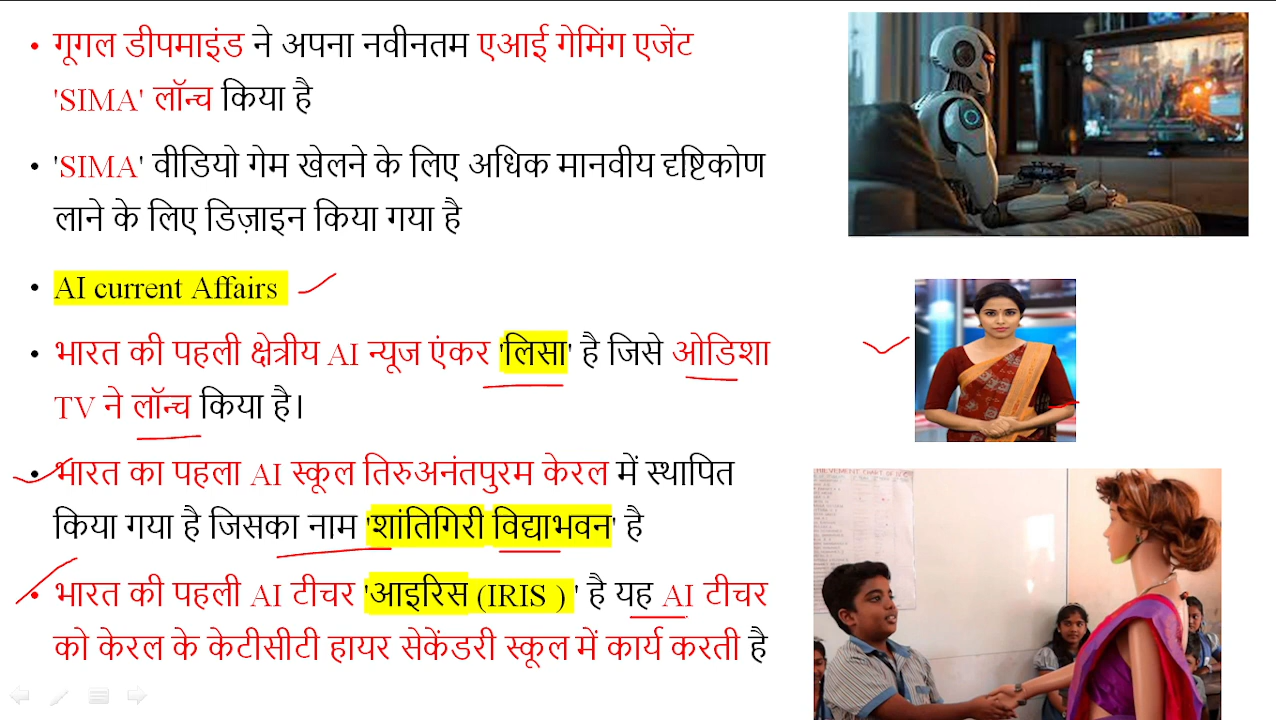 • गूगल डीपमाइंड ने अपना नवीनतम एआई गेमिंग एजेंट
'SIMA' लॉन्च किया है
• 'SIMA' वीडियो गेम खेलने के लिए अधिक मानवीय दृष्टिकोण
लाने के लिए डिज़ाइन किया गया है
• AI current Affairs
• भारत की पहली क्षेत्रीय AI न्यूज एंकर 'लिसा' है जिसे ओडिशा
TV ने लॉन्च किया है।
• भारत का पहला AI स्कूल तिरुअनंतपुरम केरल में स्थापित
किया गया है जिसका नाम 'शांतिगिरी विद्याभवन' है
• भारत की पहली AI टीचर 'आइरिस (IRIS ) ' है यह AI टीचर
को केरल के केटीसीटी हायर सेकेंडरी स्कूल में कार्य करती है